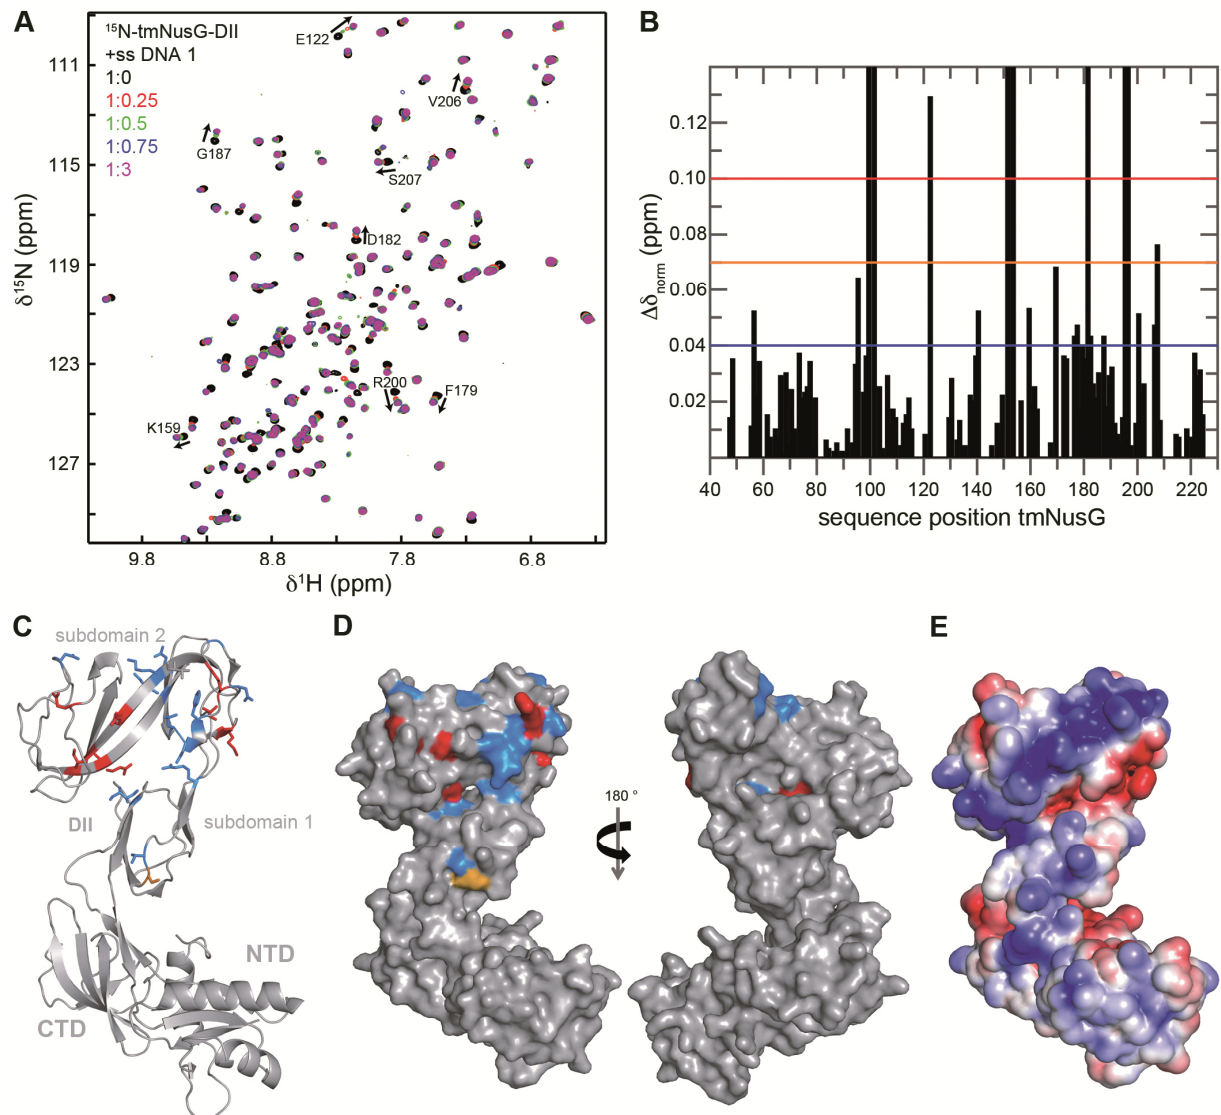 A
¹⁵N-tmNusG-DII
+ss DNA 1
1:0
1:0.25
1:0.5
1:0.75
1:3
E122
V206
G187
S207
D182
R200
F179
K159
111
115
119
123
127
δ¹⁵N (ppm)
9.8 8.8 7.8 6.8
δ¹H (ppm)
B
0.12
0.10
0.08
0.06
0.04
0.02
Δδnorm (ppm)
40 60 80 100 120 140 160 180 200 220
sequence position tmNusG
C
subdomain 2
DII
subdomain 1
NTD
CTD
D
180 °
E